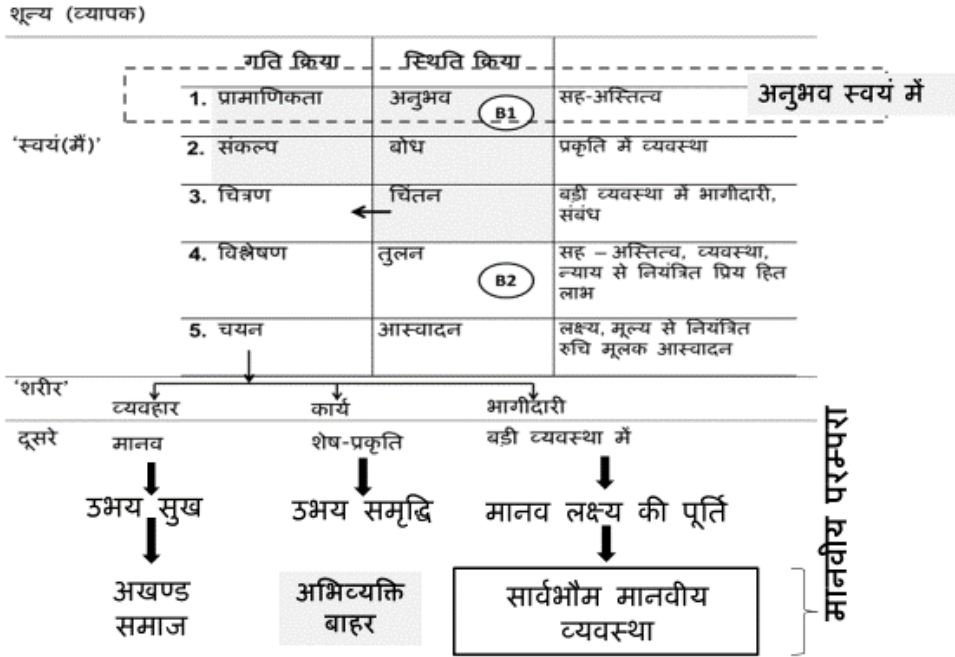 शून्य (व्यापक)
गति क्रिया स्थिति क्रिया
1. प्रामाणिकता अनुभव B1 सह-अस्तित्व अनुभव स्वयं में
'स्वयं(मैं)' 2. संकल्प बोध प्रकृति में व्यवस्था
3. चित्रण चिंतन बड़ी व्यवस्था में भागीदारी,
संबंध
4. विश्लेषण तुलन B2 सह – अस्तित्व, व्यवस्था,
न्याय से नियंत्रित प्रिय हित
लाभ
5. चयन आस्वादन लक्ष्य, मूल्य से नियंत्रित
रुचि मूलक आस्वादन
'शरीर'
व्यवहार कार्य भागीदारी
दूसरे मानव शेष-प्रकृति बड़ी व्यवस्था में
उभय सुख उभय समृद्धि मानव लक्ष्य की पूर्ति
अखण्ड अभिव्यक्ति सार्वभौम मानवीय
समाज बाहर व्यवस्था
मानवीय परम्परा